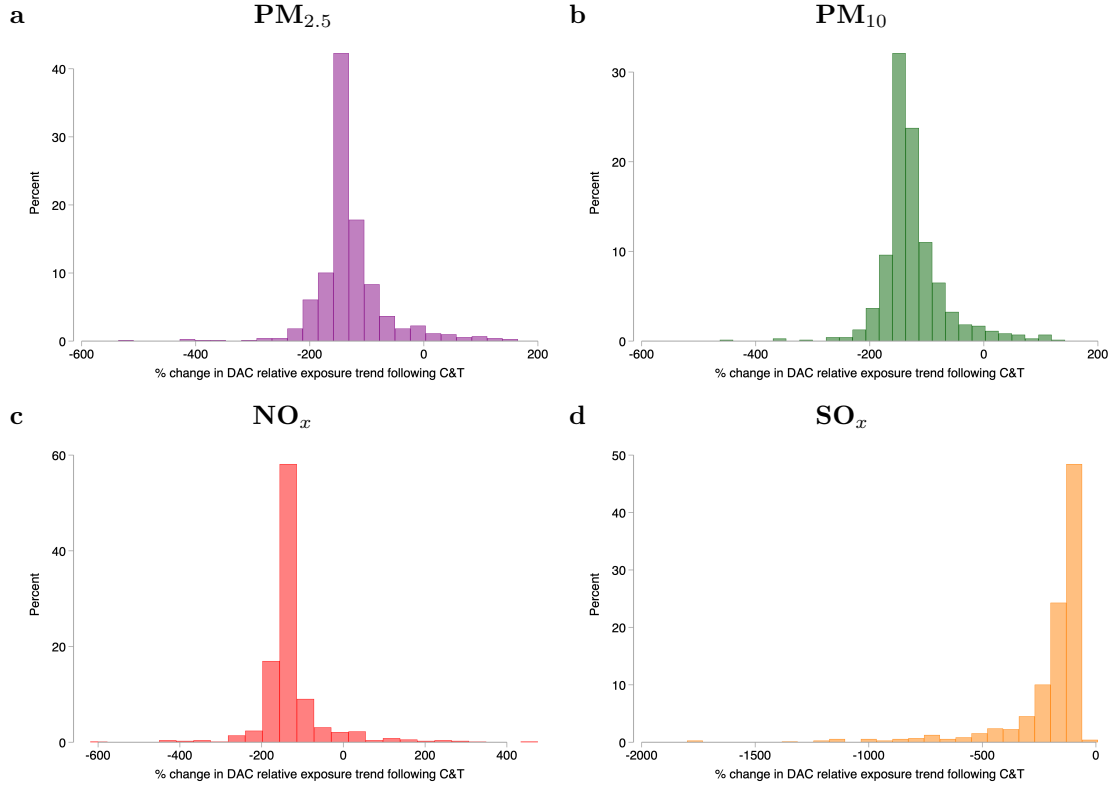 a PM2.5
Percent
40
30
20
10
0
-600 -400 -200 0 200
% change in DAC relative exposure trend following C&T
b PM10
Percent
30
20
10
0
-600 -400 -200 0 200
% change in DAC relative exposure trend following C&T
c NOx
Percent
60
40
20
0
-600 -400 -200 0 200 400
% change in DAC relative exposure trend following C&T
d SOx
Percent
50
40
30
20
10
0
-2000 -1500 -1000 -500 0
% change in DAC relative exposure trend following C&T